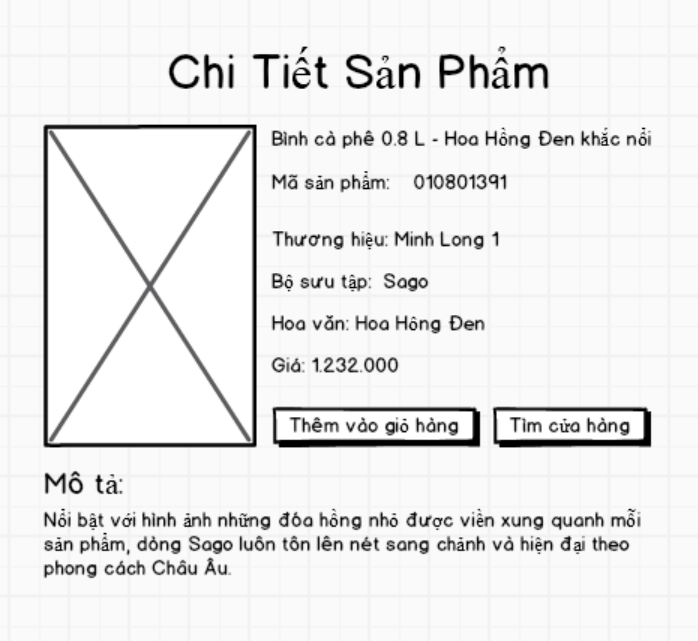 Chi Tiết Sản Phẩm
Bình cà phê 0.8 L - Hoa Hồng Đen khắc nổi
Mã sản phẩm: 010801391
Thương hiệu: Minh Long 1
Bộ sưu tập: Sago
Hoa văn: Hoa Hồng Đen
Giá: 1.232.000
Thêm vào giỏ hàng
Tìm cửa hàng
Mô tả:
Nổi bật với hình ảnh những đóa hồng nhỏ được viền xung quanh mỗi
sản phẩm, dòng Sago luôn tôn lên nét sang chảnh và hiện đại theo
phong cách Châu Âu.